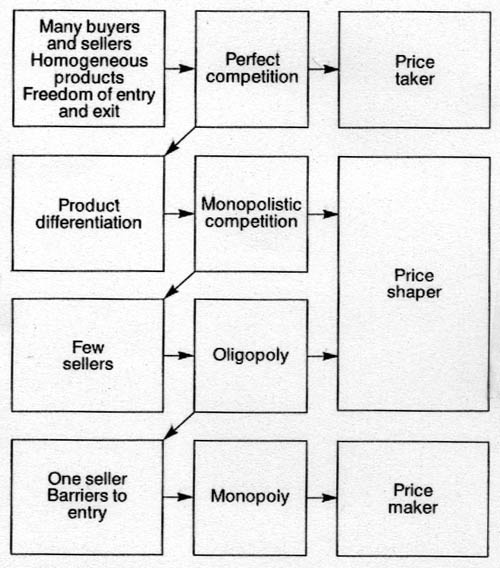 Many buyers
and sellers
Homogeneous
products
Freedom of entry
and exit
Perfect
competition
Price
taker
Product
differentiation
Monopolistic
competition
Price
shaper
Few
sellers
Oligopoly
One seller
Barriers to
entry
Monopoly
Price
maker